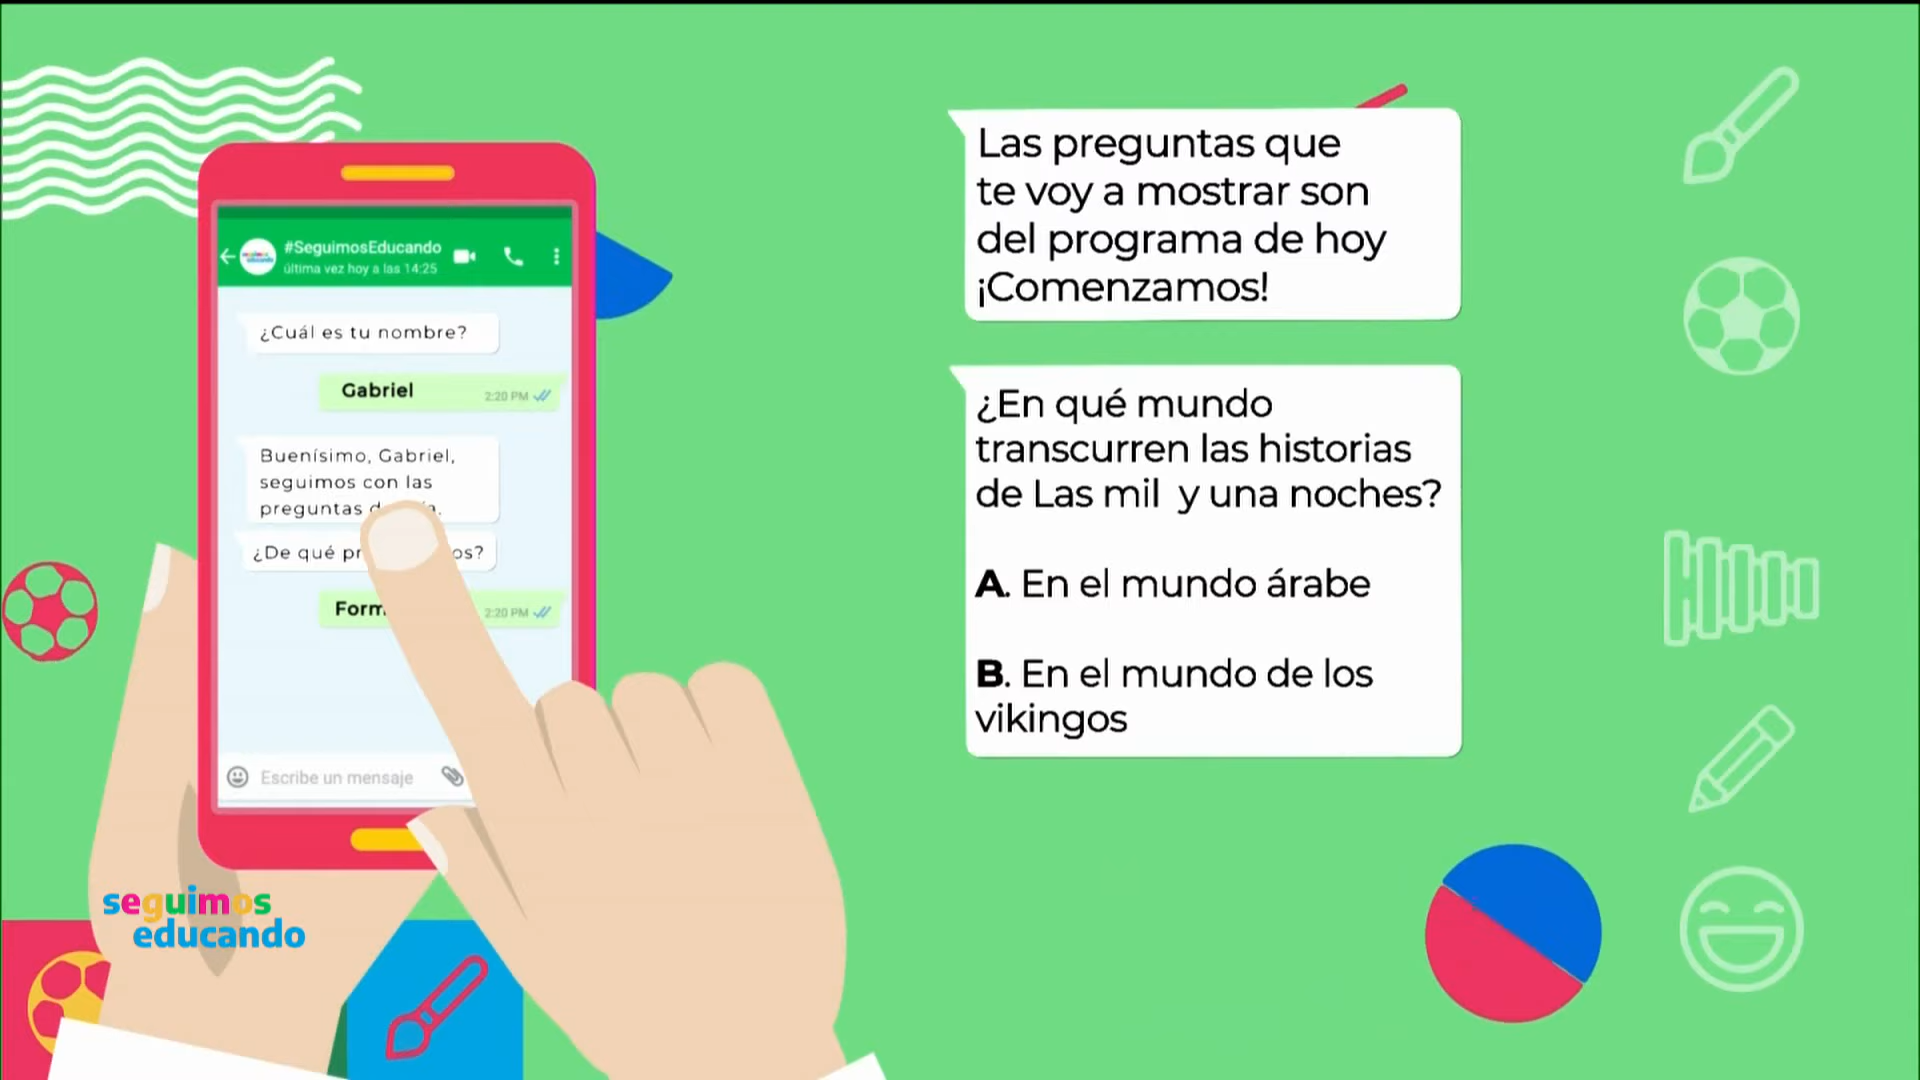 #SeguimosEducando
última vez hoy a las 14:25
¿Cuál es tu nombre?
Gabriel
2:20 PM
Buenísimo, Gabriel,
seguimos con las
preguntas
¿De qué
2:20 PM
Escribe un mensaje
seguimos
educando
Las preguntas que
te voy a mostrar son
del programa de hoy
¡Comenzamos!
¿En qué mundo
transcurren las historias
de Las mil y una noches?
A. En el mundo árabe
B. En el mundo de los
vikingos